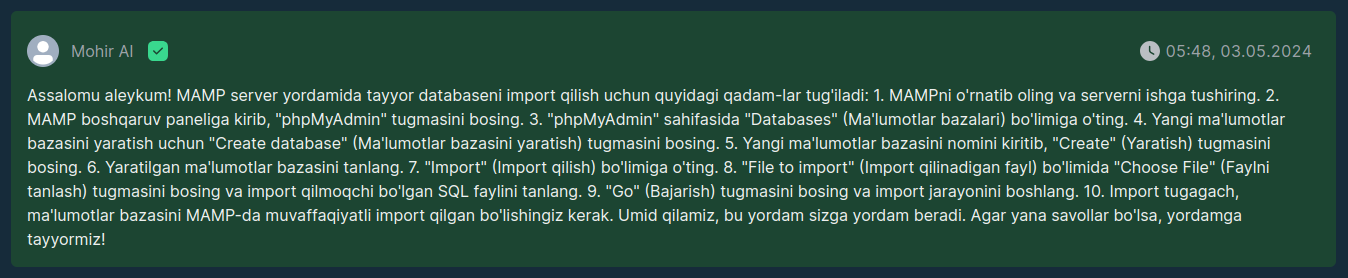 Mohir AI
05:48, 03.05.2024
Assalomu aleykum! MAMP server yordamida tayyor databaseni import qilish uchun quyidagi qadam-lar tug'iladi: 1. MAMPni o'rnatib oling va serverni ishga tushiring. 2.
MAMP boshqaruv paneliga kirib, "phpMyAdmin" tugmasini bosing. 3. "phpMyAdmin" sahifasida "Databases" (Ma'lumotlar bazalari) bo'limiga o'ting. 4. Yangi ma'lumotlar
bazasini yaratish uchun "Create database" (Ma'lumotlar bazasini yaratish) tugmasini bosing. 5. Yangi ma'lumotlar bazasini nomini kiritib, "Create" (Yaratish) tugmasini
bosing. 6. Yaratilgan ma'lumotlar bazasini tanlang. 7. "Import" (Import qilish) bo'limiga o'ting. 8. "File to import" (Import qilinadigan fayl) bo'limida "Choose File" (Faylni
tanlash) tugmasini bosing va import qilmoqchi bo'lgan SQL faylini tanlang. 9. "Go" (Bajarish) tugmasini bosing va import jarayonini boshlang. 10. Import tugagach,
ma'lumotlar bazasini MAMP-da muvaffaqiyatli import qilgan bo'lishingiz kerak. Umid qilamiz, bu yordam sizga yordam beradi. Agar yana savollar bo'lsa, yordamga
tayyormiz!